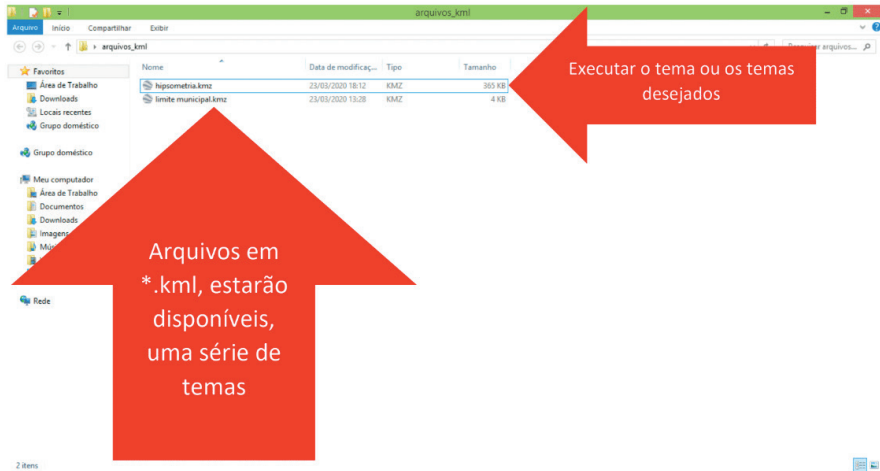 arquivos_kml
Arquivo Início Compartilhar Exibir
arquivos_kml
arquivos...
Favoritos
Área de Trabalho
Downloads
Locais recentes
Grupo doméstico
Grupo doméstico
Meu computador
Área de Trabalho
Documentos
Downloads
Imagens
Rede
Nome Data de modificaç... Tipo Tamanho
hipsometria.kmz 23/03/2020 18:12 KMZ 365 KB
limite municipal.kmz 23/03/2020 13:28 KMZ 4 KB
Executar o tema ou os temas
desejados
Arquivos em
*.kml, estarão
disponíveis,
uma série de
temas
2 itens